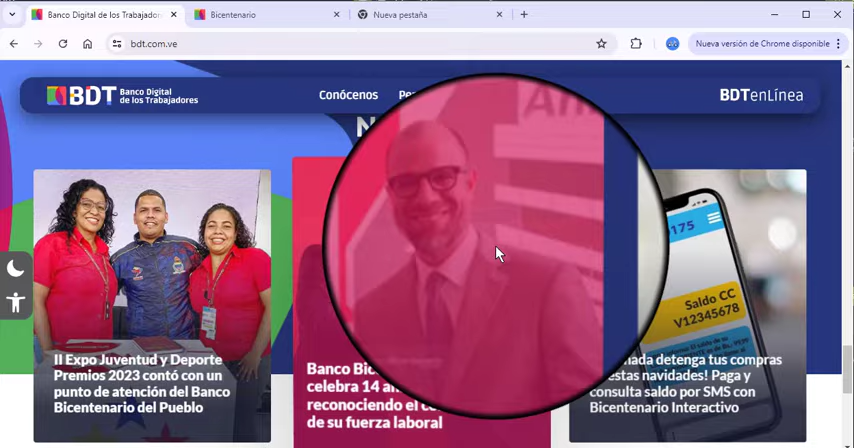 Banco Digital de los Trabajadores
Bicentenario
Nueva pestaña
bdt.com.ve
Nueva versión de Chrome disponible
BDT Banco Digital
de los Trabajadores
Conócenos
BDTenLínea
II Expo Juventud y Deporte
Premios 2023 contó con un
punto de atención del Banco
Bicentenario del Pueblo
Banco Bic
celebra 14 a
reconociendo el c
de su fuerza laboral
175
Saldo CC
V12345678
nada detenga tus compras
estas navidades! Paga y
consulta saldo por SMS con
Bicentenario Interactivo